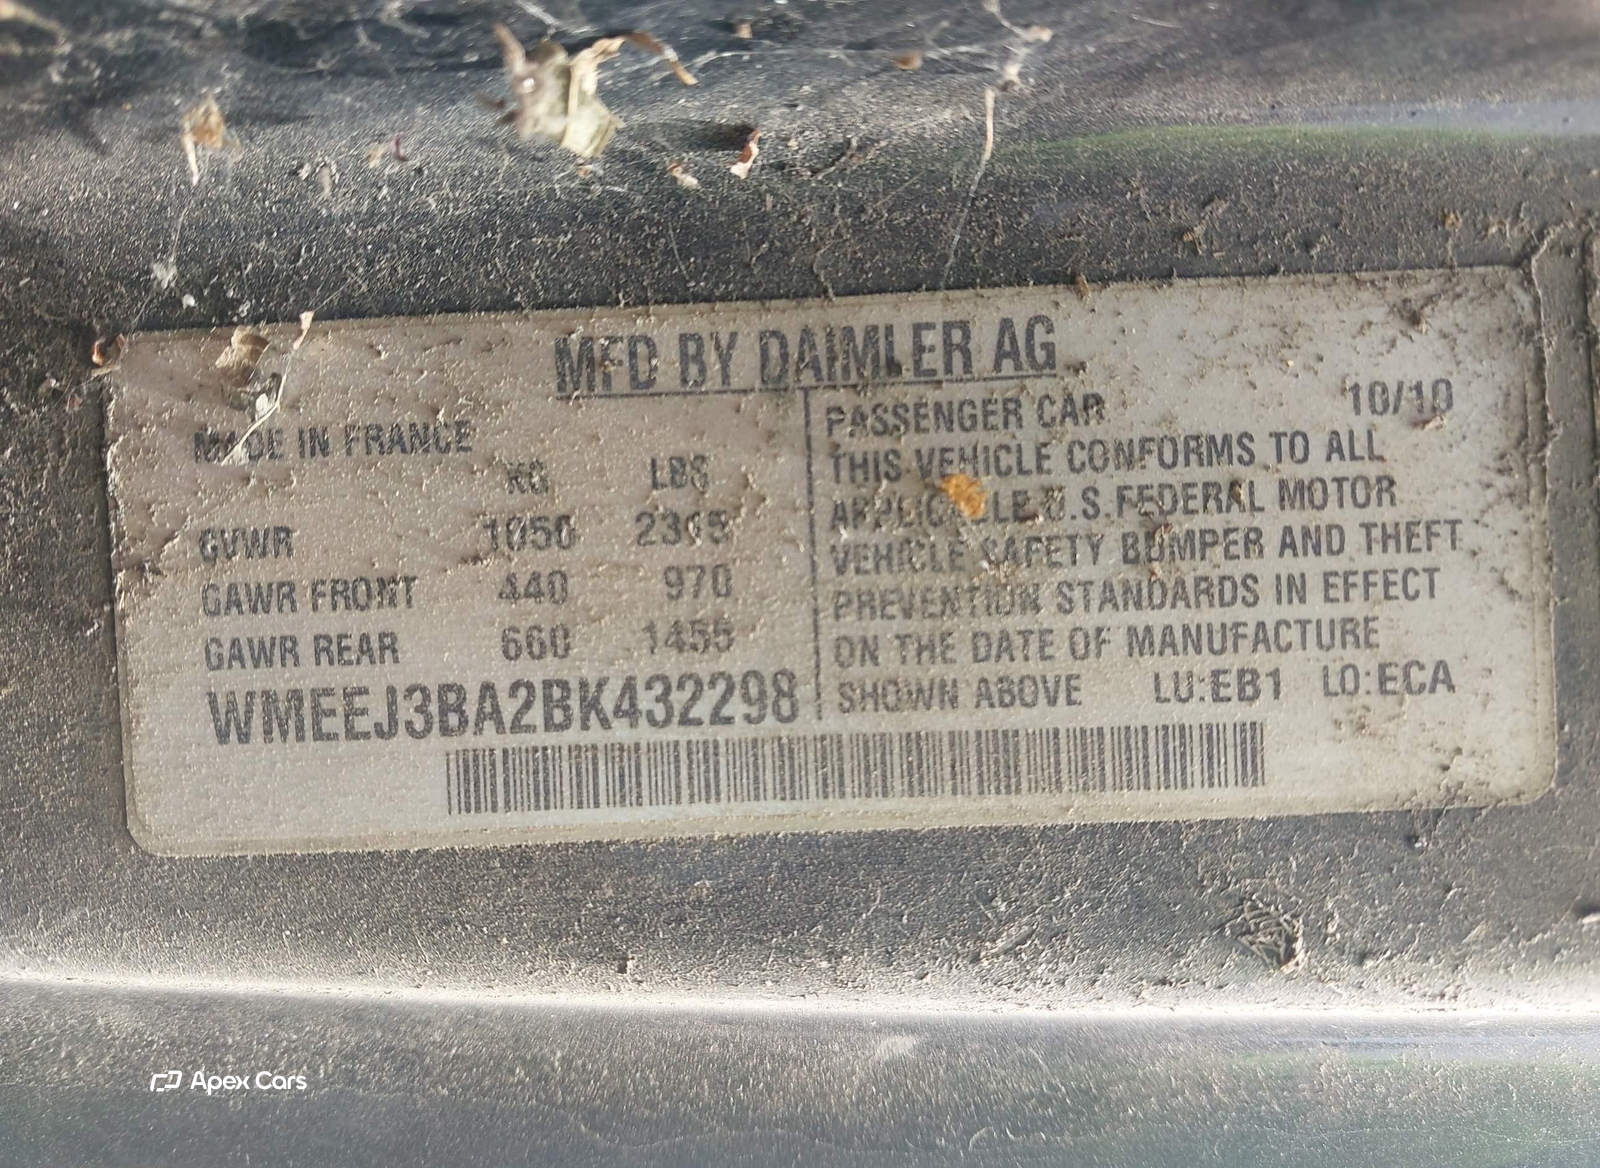 MFD BY DAIMLER AG
MADE IN FRANCE
KG LBS
GVWR 1050 2315
GAWR FRONT 440 970
GAWR REAR 660 1455
WMEEJ3BA2BK432298
PASSENGER CAR 10/10
THIS VEHICLE CONFORMS TO ALL
APPLICABLE U.S.FEDERAL MOTOR
VEHICLE SAFETY BUMPER AND THEFT
PREVENTION STANDARDS IN EFFECT
ON THE DATE OF MANUFACTURE
SHOWN ABOVE LU:EB1 LO:ECA
Apex Cars